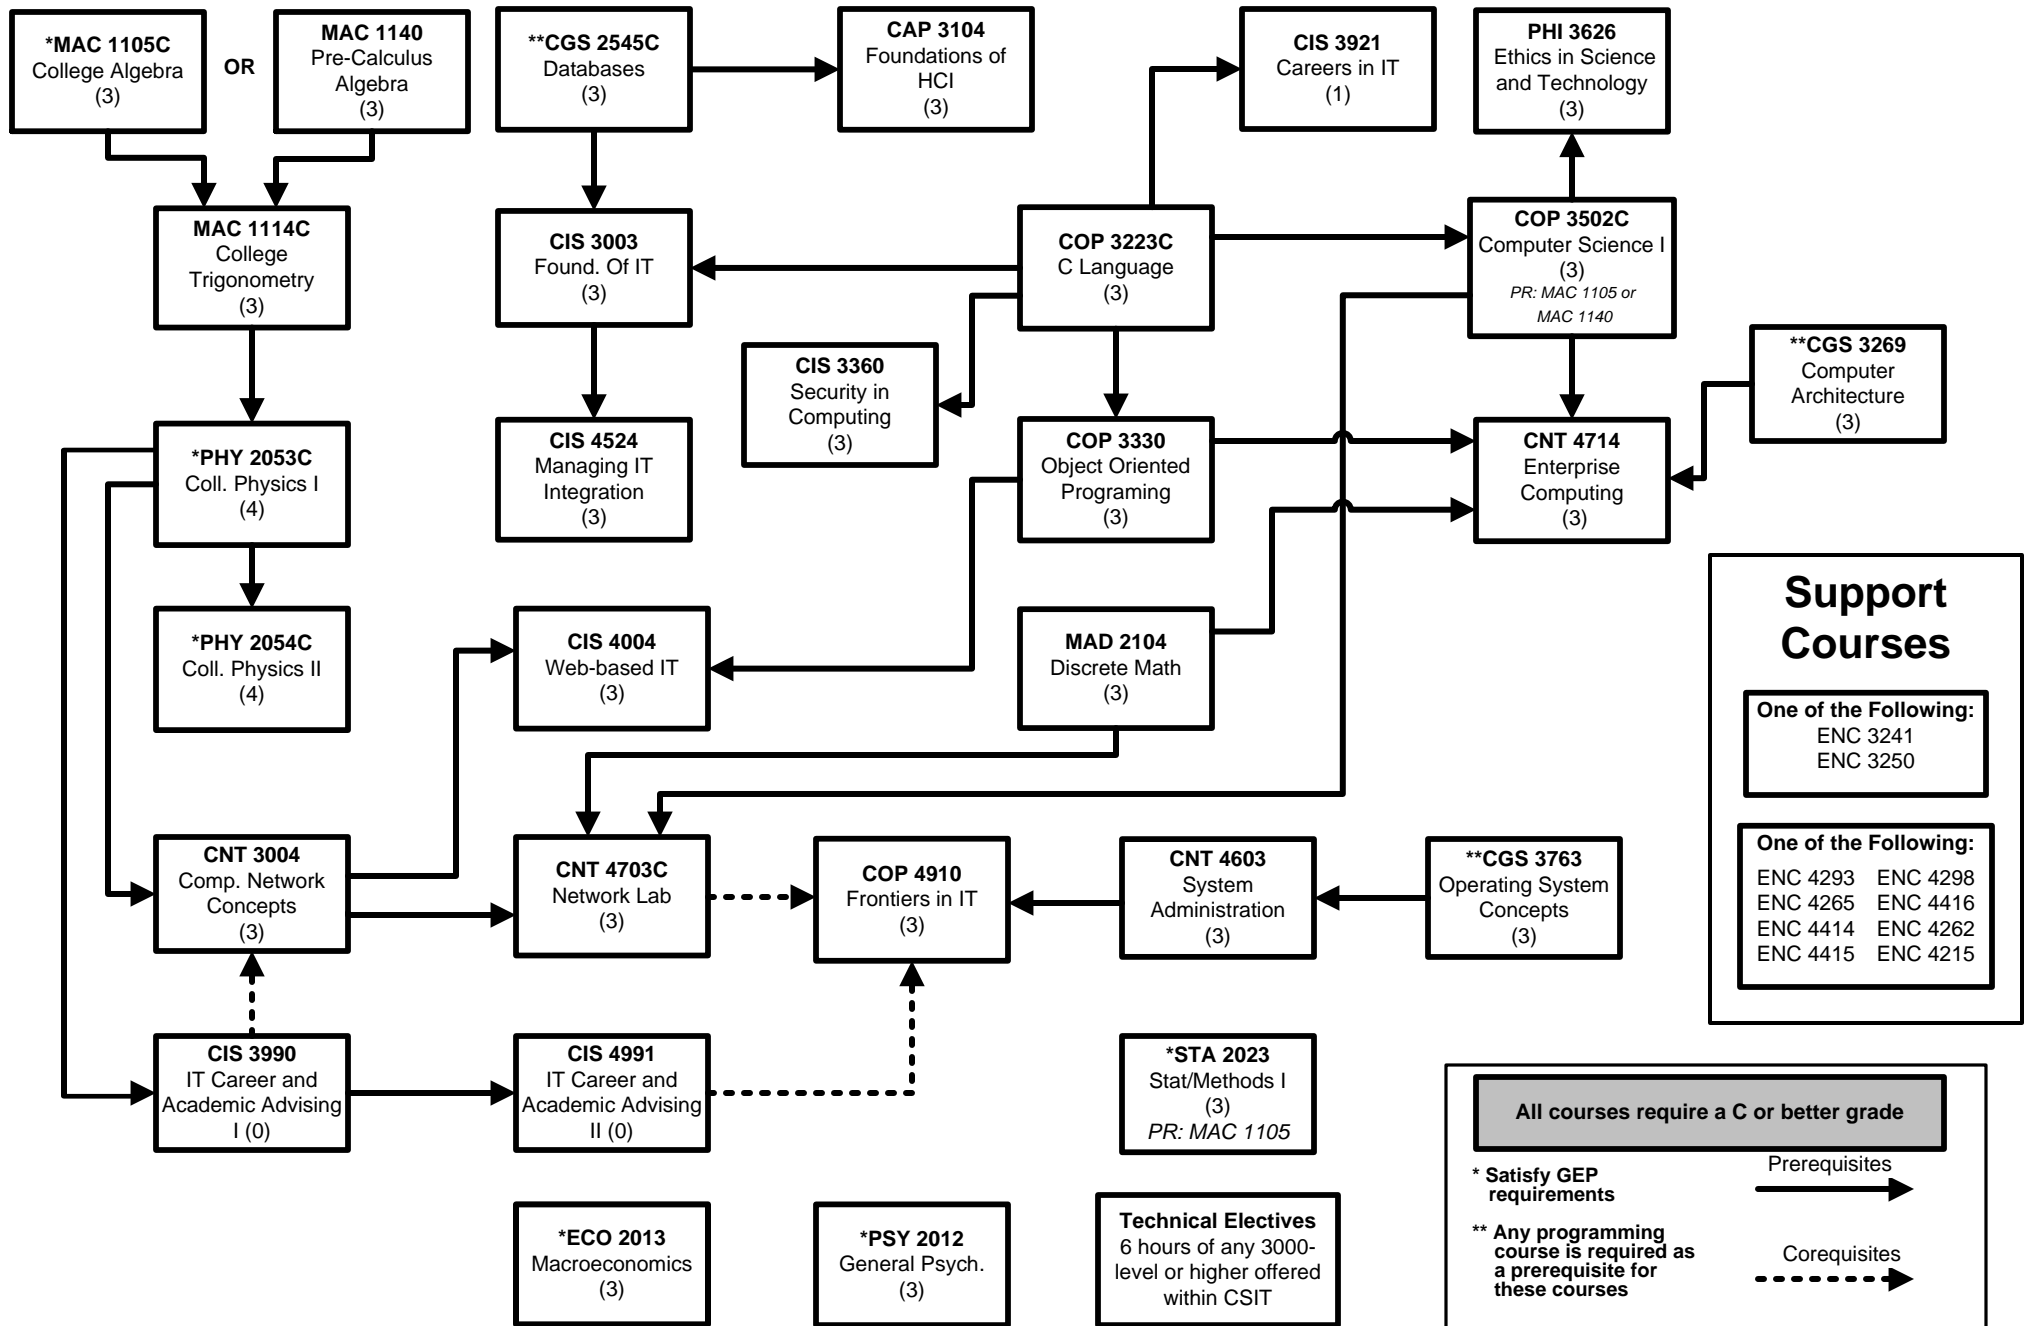 *MAC 1105C
College Algebra
(3)
OR
MAC 1140
Pre-Calculus
Algebra
(3)
**CGS 2545C
Databases
(3)
CAP 3104
Foundations of
HCI
(3)
CIS 3921
Careers in IT
(1)
PHI 3626
Ethics in Science
and Technology
(3)
MAC 1114C
College
Trigonometry
(3)
CIS 3003
Found. Of IT
(3)
COP 3223C
C Language
(3)
COP 3502C
Computer Science I
(3)
PR: MAC 1105 or
MAC 1140
CIS 3360
Security in
Computing
(3)
**CGS 3269
Computer
Architecture
(3)
*PHY 2053C
Coll. Physics I
(4)
CIS 4524
Managing IT
Integration
(3)
COP 3330
Object Oriented
Programing
(3)
CNT 4714
Enterprise
Computing
(3)
*PHY 2054C
Coll. Physics II
(4)
CIS 4004
Web-based IT
(3)
MAD 2104
Discrete Math
(3)
Support
Courses
One of the Following:
ENC 3241
ENC 3250
One of the Following:
ENC 4293 ENC 4298
ENC 4265 ENC 4416
ENC 4414 ENC 4262
ENC 4415 ENC 4215
CNT 3004
Comp. Network
Concepts
(3)
CNT 4703C
Network Lab
(3)
COP 4910
Frontiers in IT
(3)
CNT 4603
System
Administration
(3)
**CGS 3763
Operating System
Concepts
(3)
CIS 3990
IT Career and
Academic Advising
I (0)
CIS 4991
IT Career and
Academic Advising
II (0)
*STA 2023
Stat/Methods I
(3)
PR: MAC 1105
*ECO 2013
Macroeconomics
(3)
*PSY 2012
General Psych.
(3)
Technical Electives
6 hours of any 3000-
level or higher offered
within CSIT
All courses require a C or better grade
* Satisfy GEP
requirements
Prerequisites
** Any programming
course is required as
a prerequisite for
these courses
Corequisites